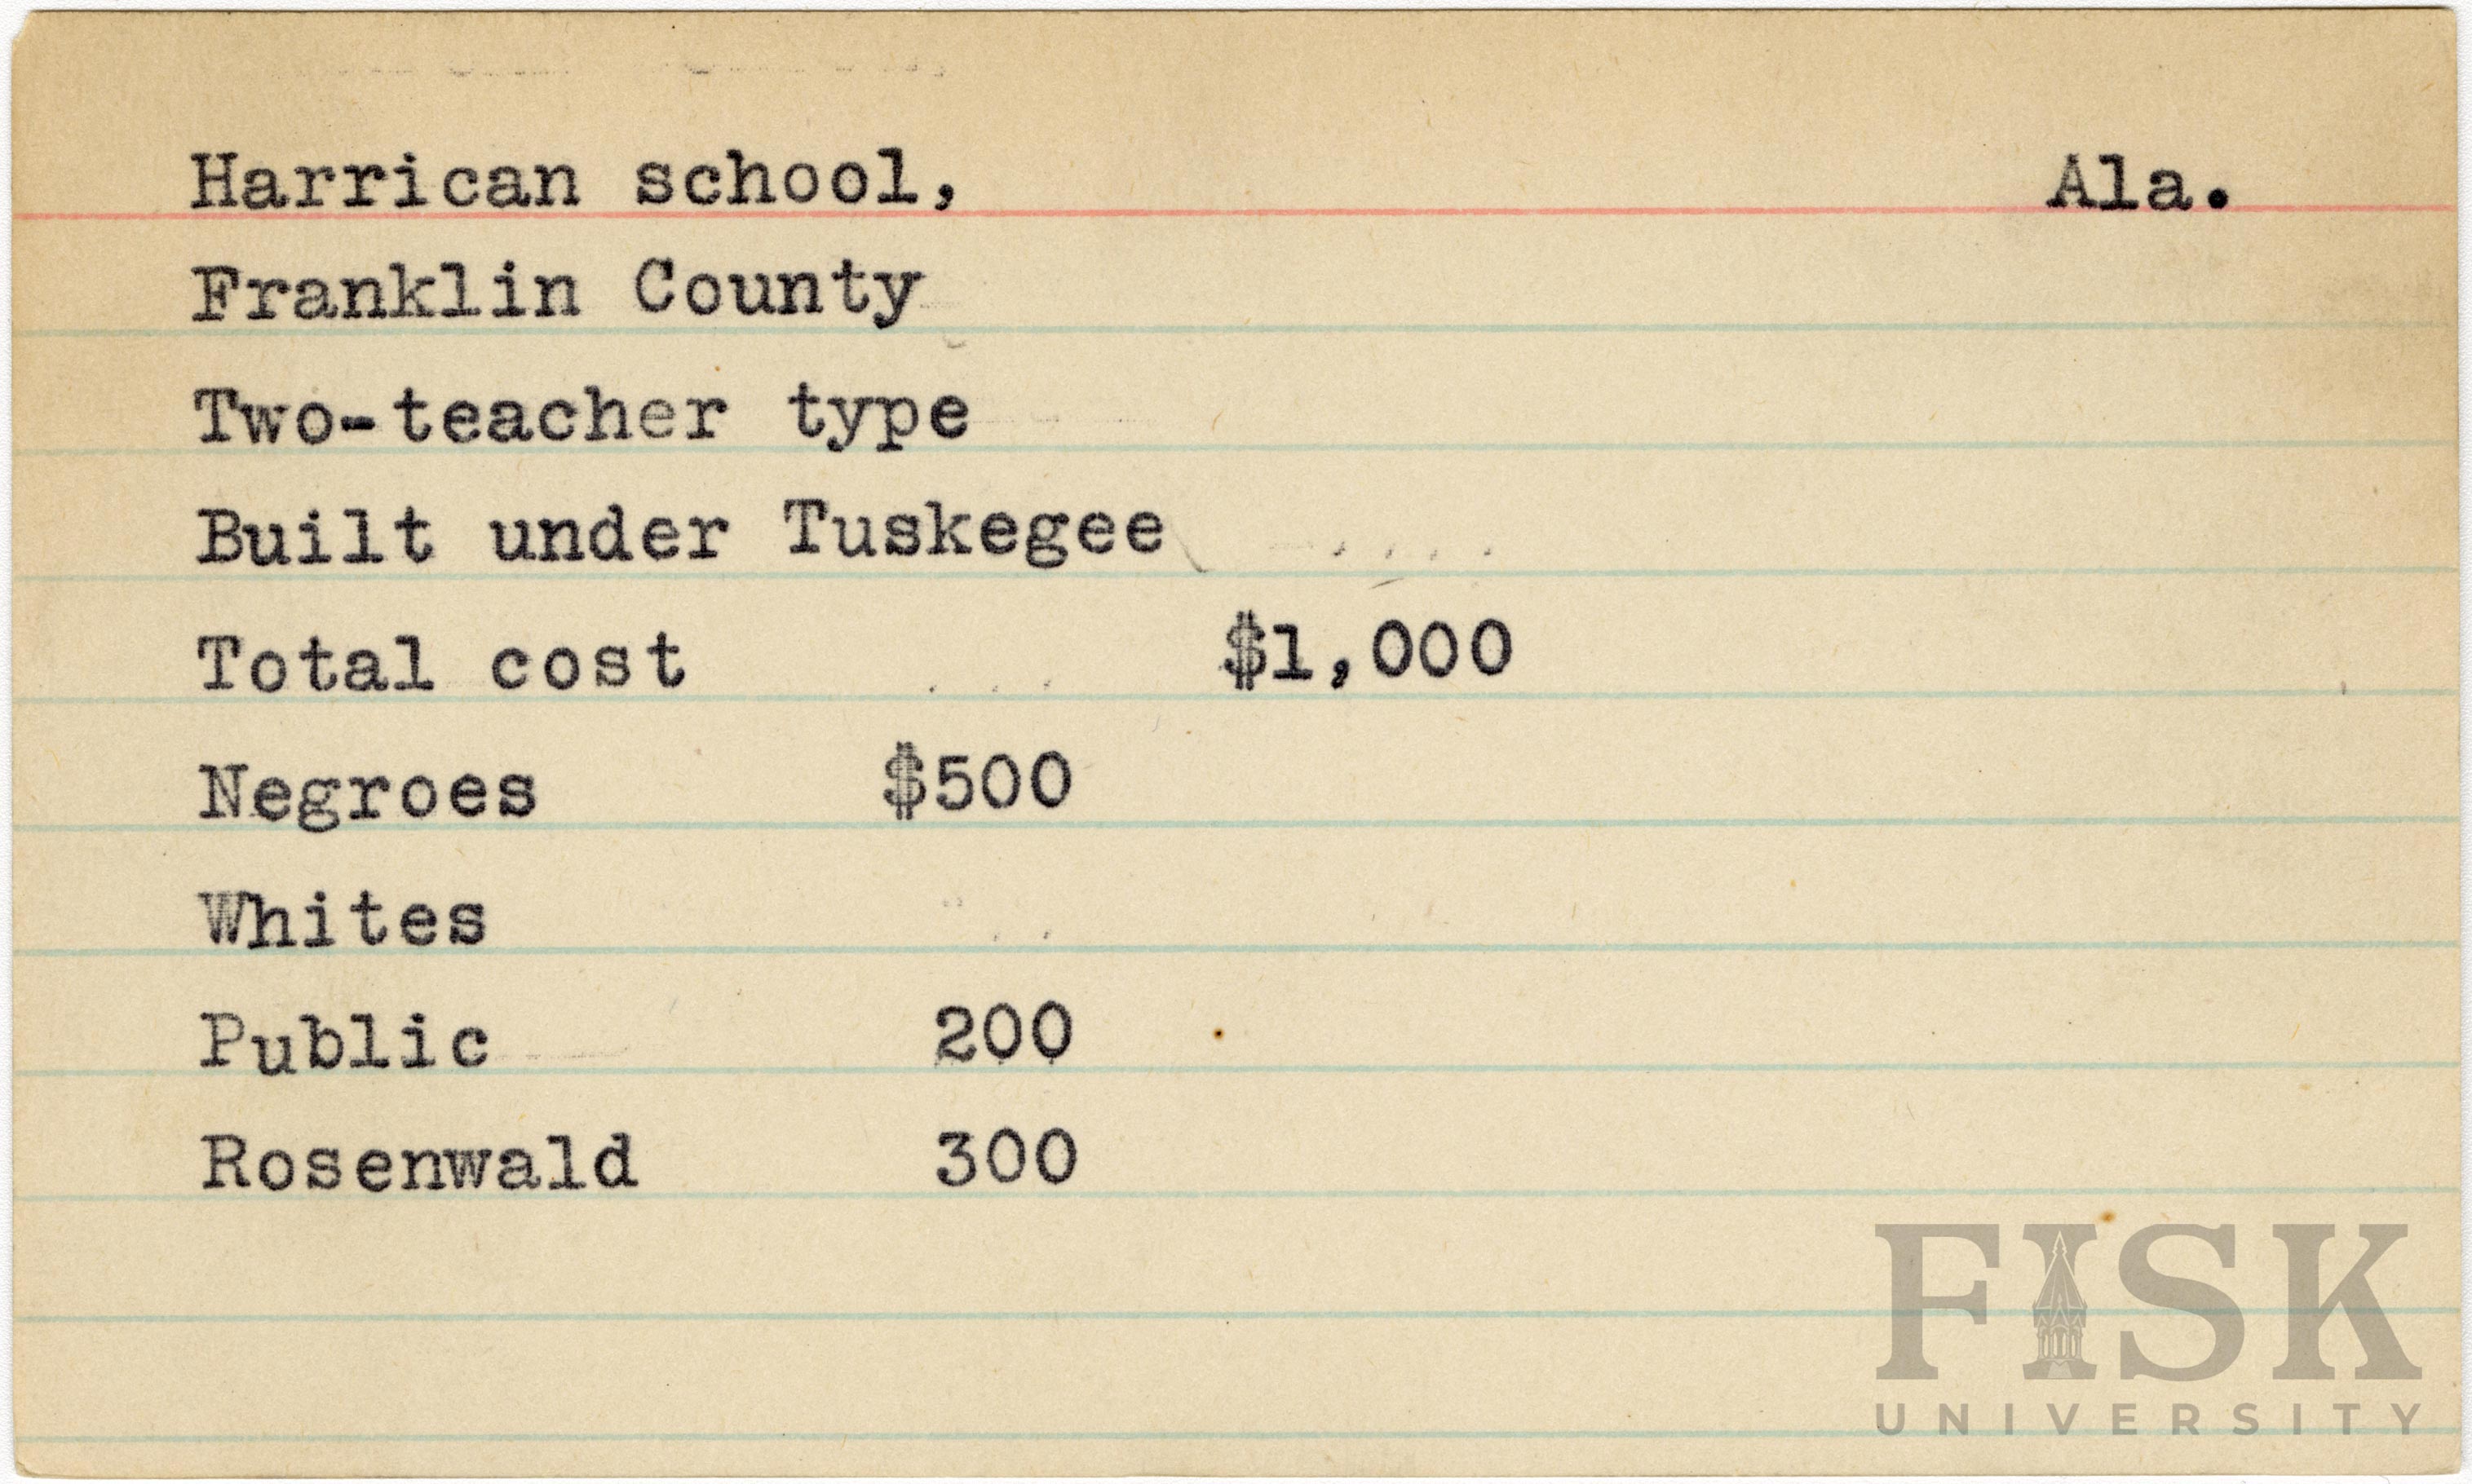 Harrican school, Ala.
Franklin County
Two-teacher type
Built under Tuskegee
Total cost $1,000
Negroes $500
Whites
Public 200
Rosenwald 300
FISK
UNIVERSITY